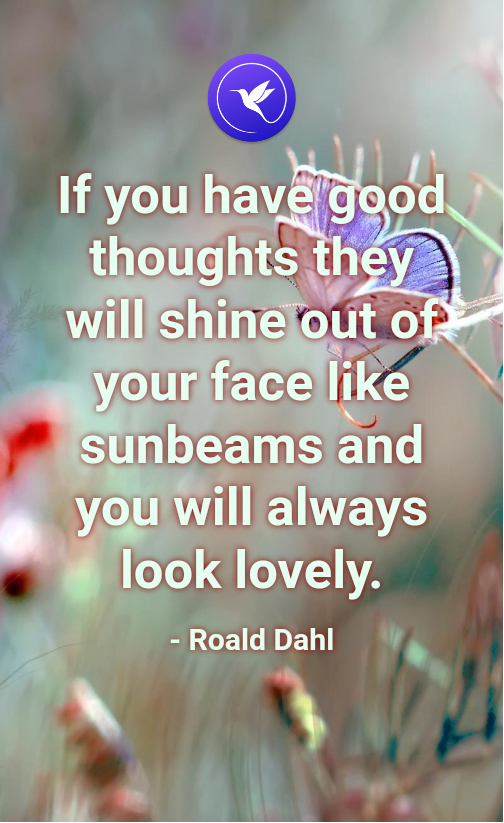 If you have good
thoughts they
will shine out of
your face like
sunbeams and
you will always
look lovely.
- Roald Dahl